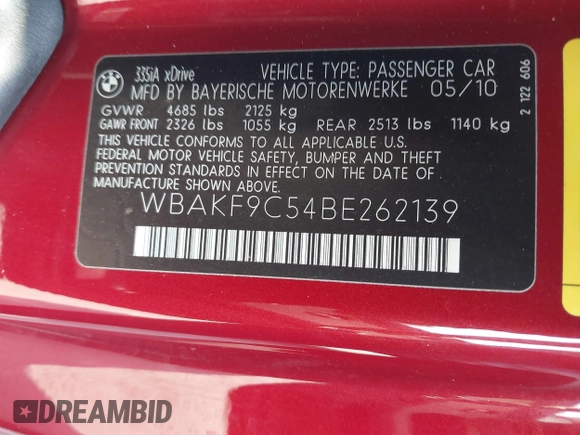 BMW
335iA xDrive VEHICLE TYPE: PASSENGER CAR
MFD BY BAYERISCHE MOTORENWERKE 05/10
GVWR 4685 lbs 2125 kg
GAWR FRONT 2326 lbs 1055 kg REAR 2513 lbs 1140 kg
THIS VEHICLE CONFORMS TO ALL APPLICABLE U.S.
FEDERAL MOTOR VEHICLE SAFETY, BUMPER AND THEFT
PREVENTION STANDARDS IN EFFECT ON THE DATE OF
MANUFACTURE SHOWN ABOVE.
WBAKF9C54BE262139
2 122 606
DREAMBID